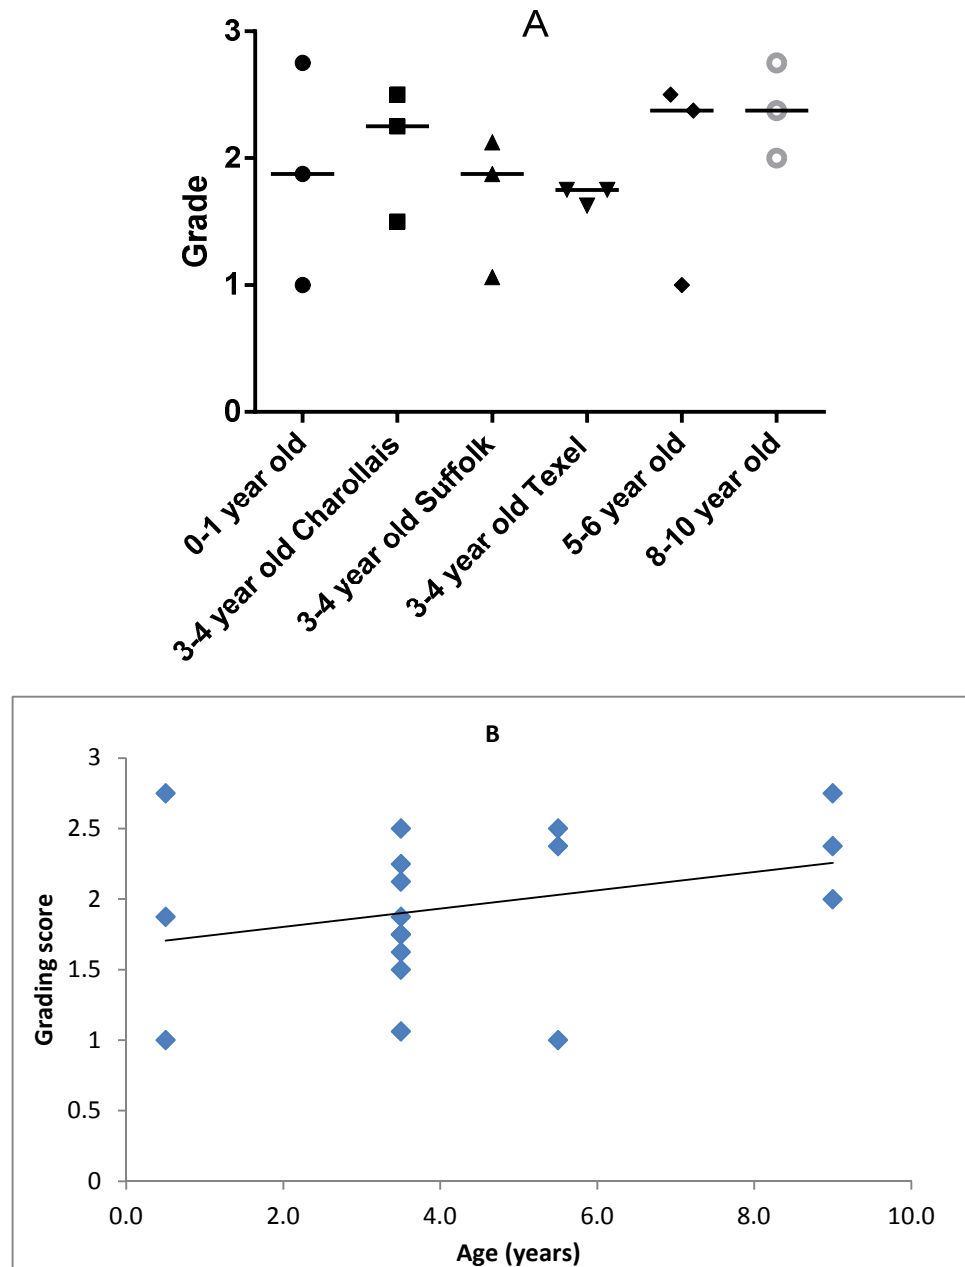 A
3
2
1
0
Grade
0-1 year old
3-4 year old Charollais
3-4 year old Suffolk
3-4 year old Texel
5-6 year old
8-10 year old
B
3
2.5
2
1.5
1
0.5
0
Grading score
0.0 2.0 4.0 6.0 8.0 10.0
Age (years)